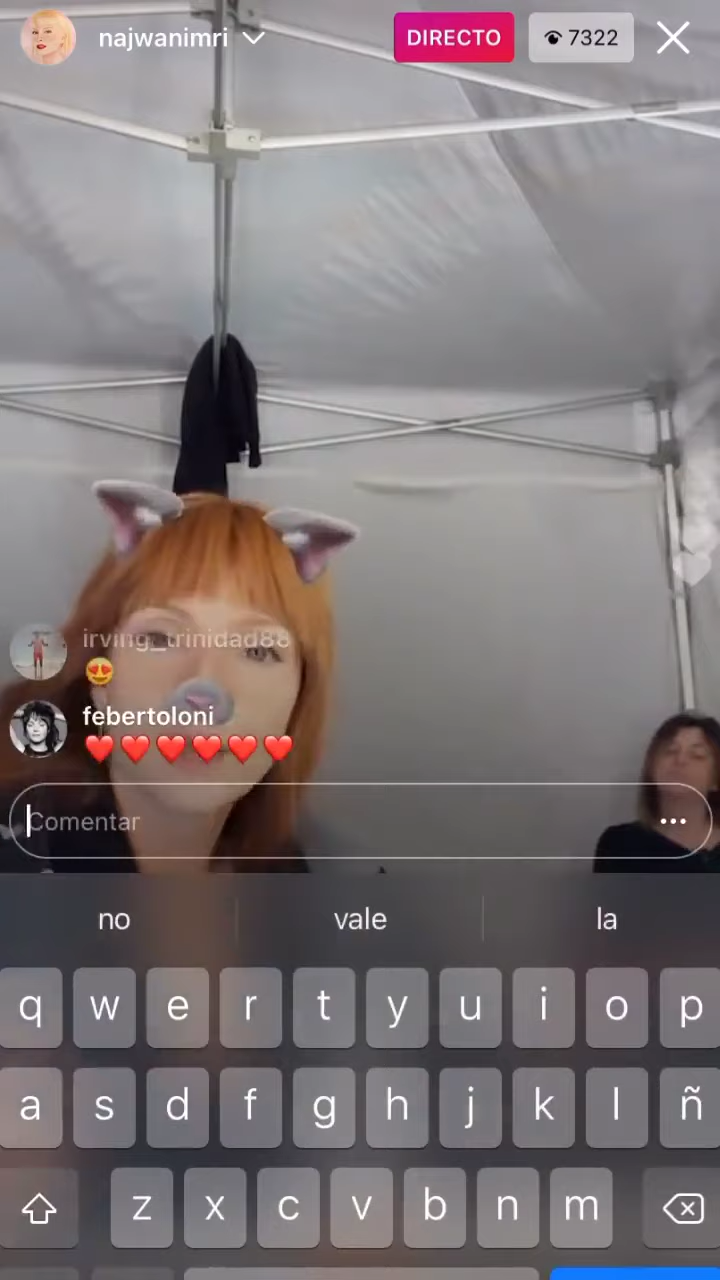 najwanimri
DIRECTO
7322
irving_trinidad88
😍
febertoloni
❤️❤️❤️❤️❤️❤️
Comentar
no vale la
q w e r t y u i o p
a s d f g h j k l ñ
z x c v b n m